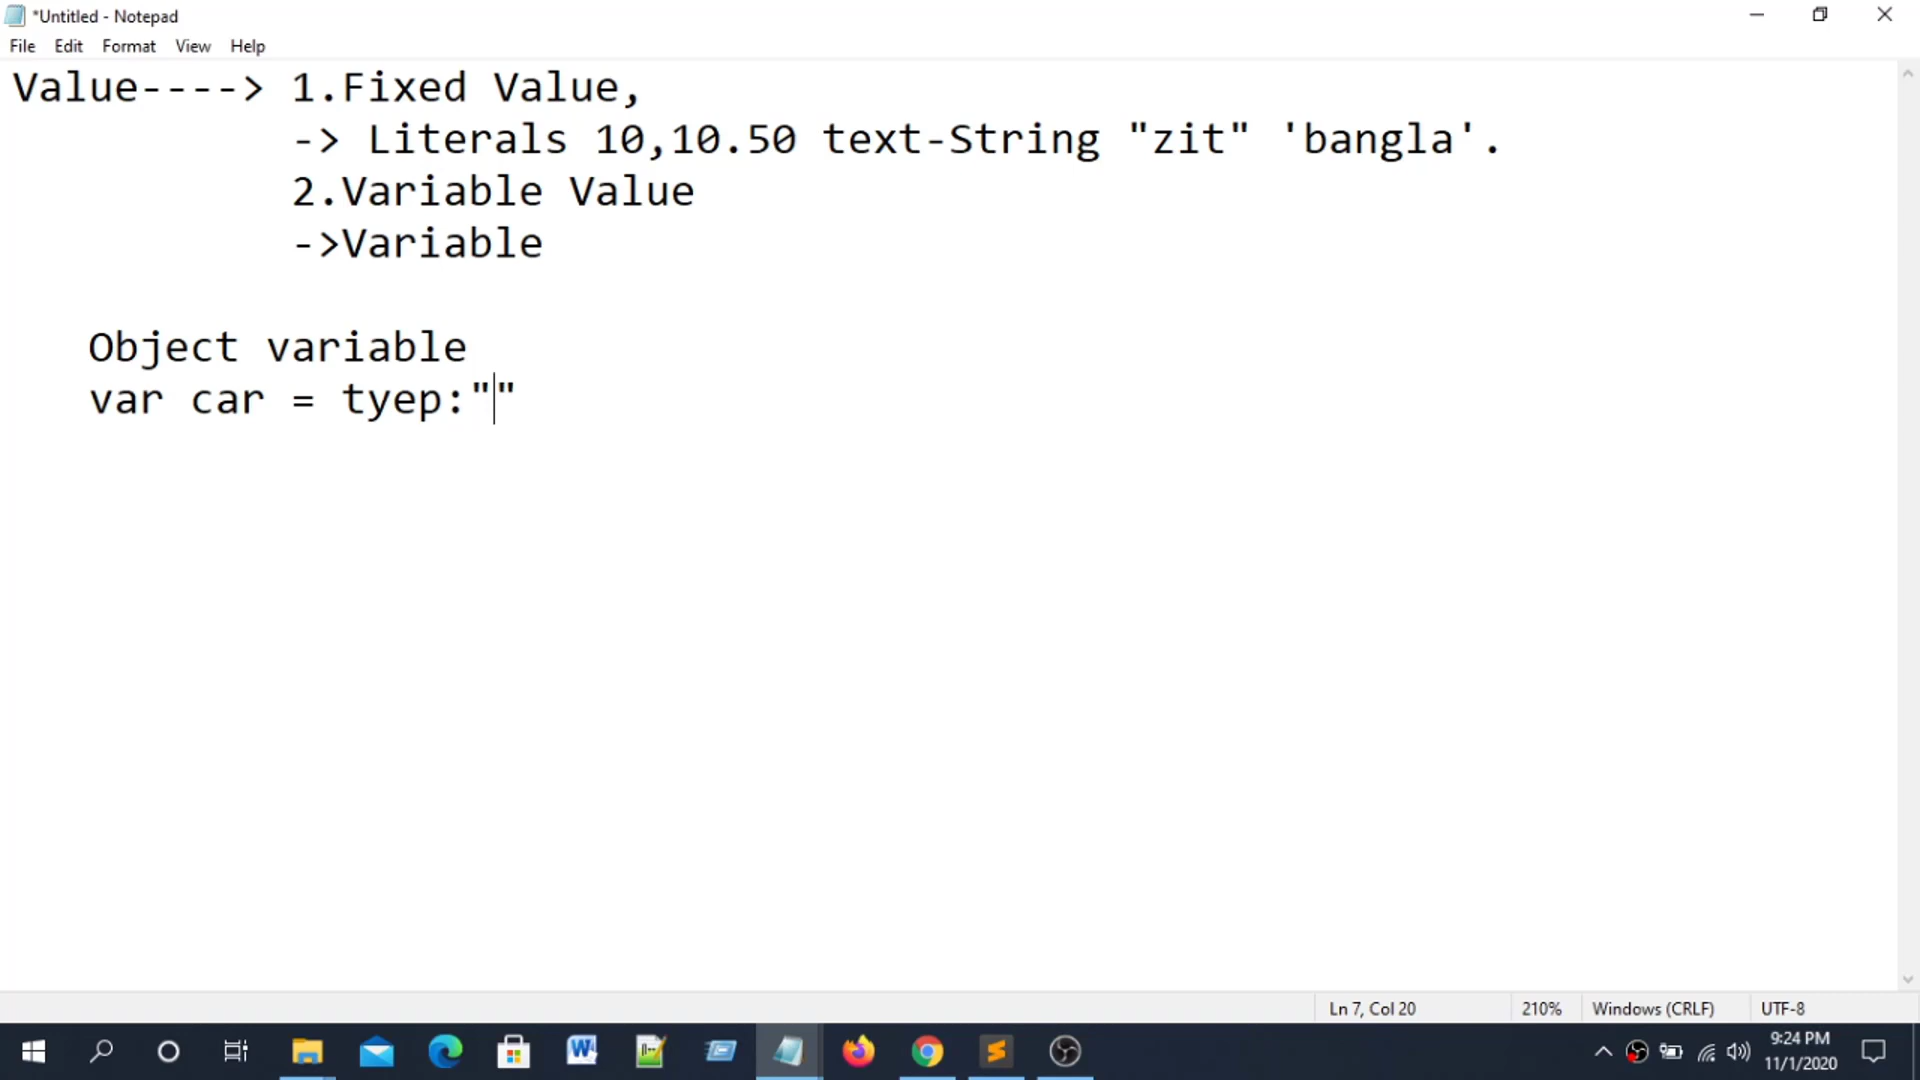 *Untitled - Notepad
File Edit Format View Help
Value----> 1.Fixed Value,
-> Literals 10,10.50 text-String "zit" 'bangla'.
2.Variable Value
->Variable
Object variable
var car = tyep:""
Ln 7, Col 20 210% Windows (CRLF) UTF-8
9:24 PM
11/1/2020